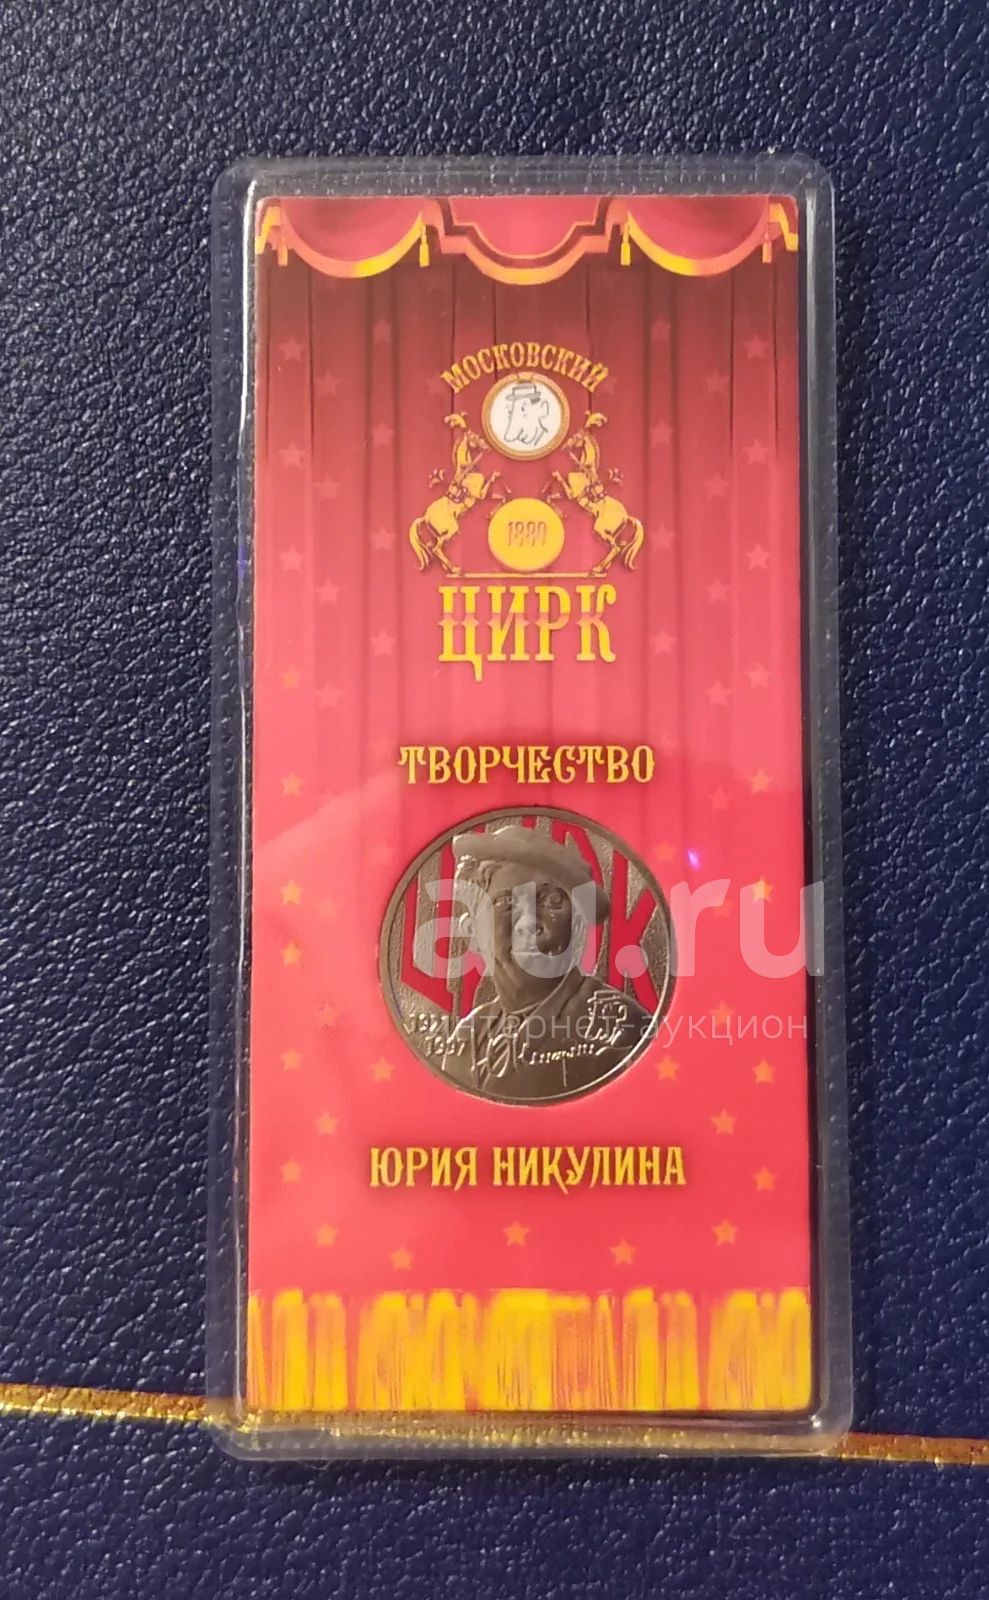 МОСКОВСКИЙ
1880
ЦИРК
ТВОРЧЕСТВО
ЦИРК
au.ru
интернет-аукцион
1921
1997
ЮРИЯ НИКУЛИНА